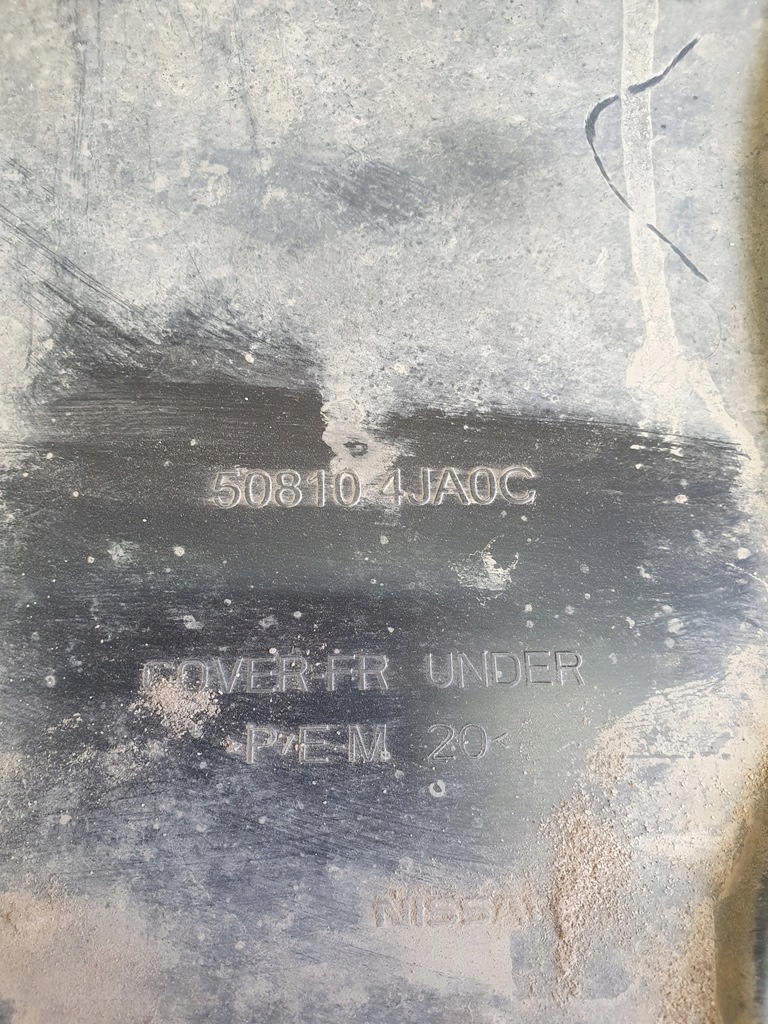 50810 4JA0C
COVER-FR UNDER
>P/E-M 20<
NISSAN